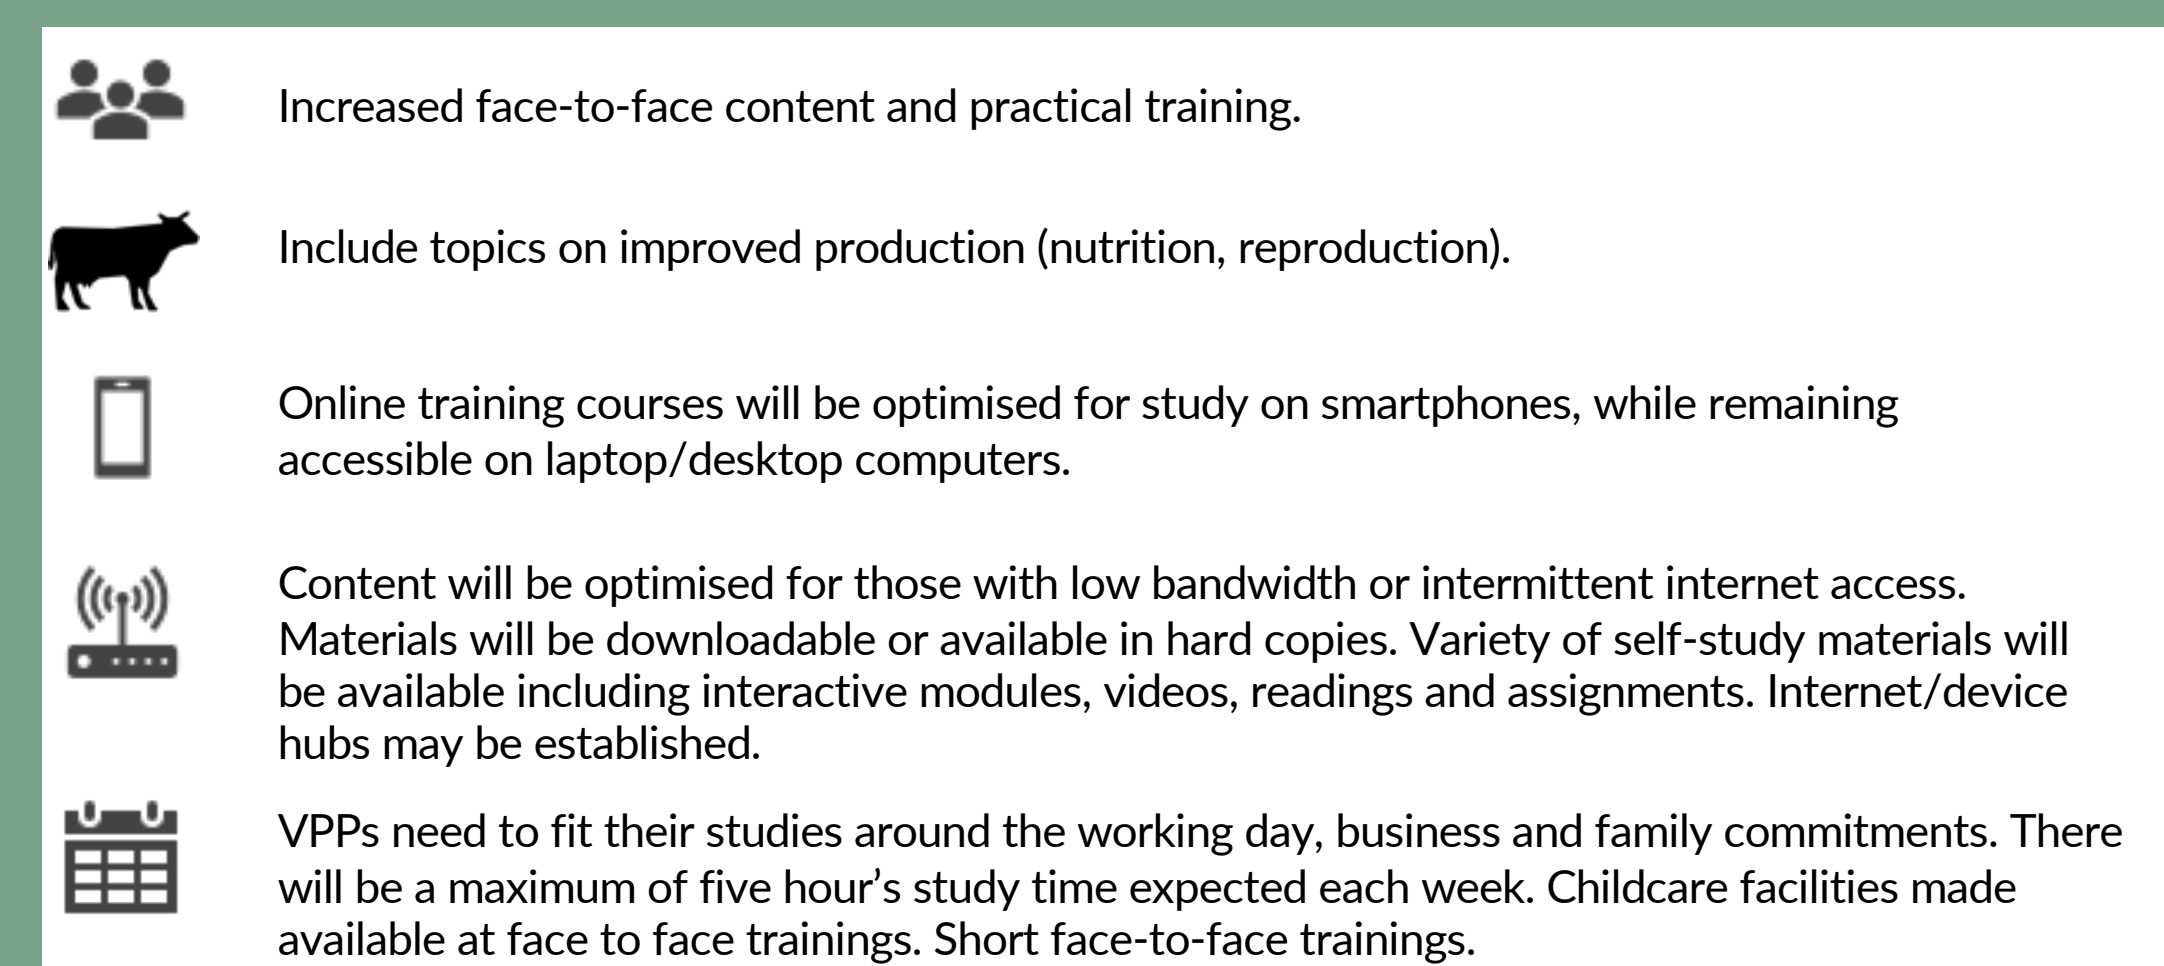 Increased face-to-face content and practical training.
Include topics on improved production (nutrition, reproduction).
Online training courses will be optimised for study on smartphones, while remaining
accessible on laptop/desktop computers.
Content will be optimised for those with low bandwidth or intermittent internet access.
Materials will be downloadable or available in hard copies. Variety of self-study materials will
be available including interactive modules, videos, readings and assignments. Internet/device
hubs may be established.
VPPs need to fit their studies around the working day, business and family commitments. There
will be a maximum of five hour’s study time expected each week. Childcare facilities made
available at face to face trainings. Short face-to-face trainings.